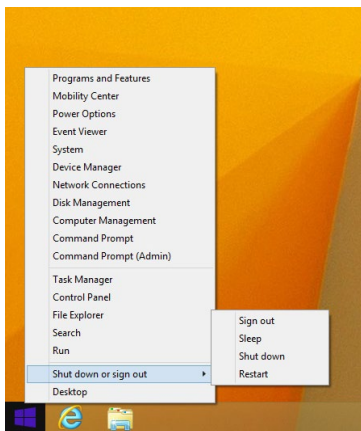 Programs and Features
Mobility Center
Power Options
Event Viewer
System
Device Manager
Network Connections
Disk Management
Computer Management
Command Prompt
Command Prompt (Admin)
Task Manager
Control Panel
File Explorer
Search
Run
Shut down or sign out
Desktop
Sign out
Sleep
Shut down
Restart